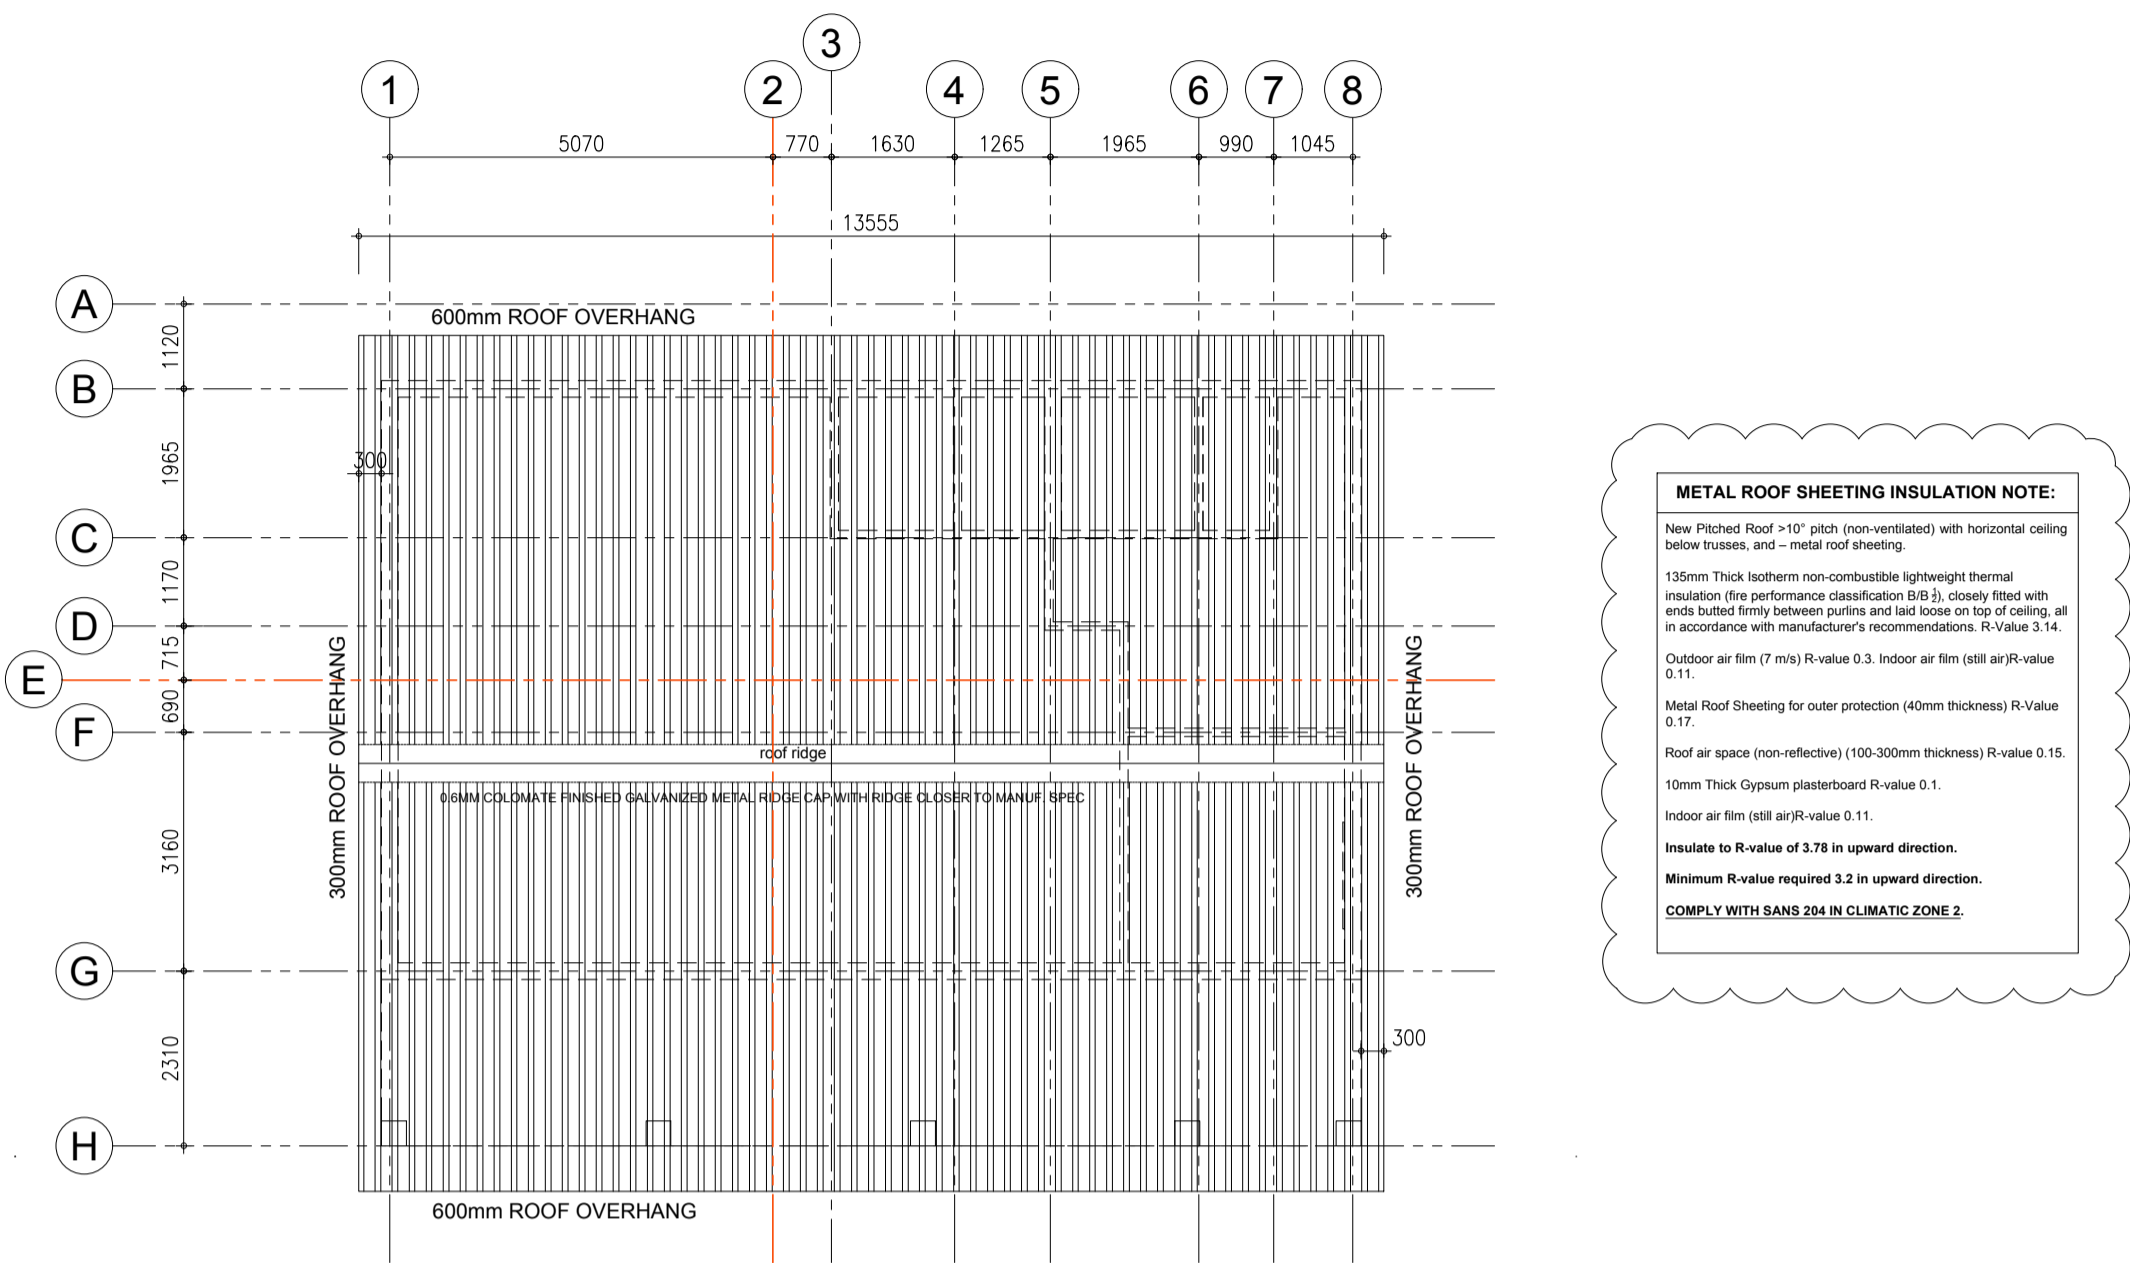 3
1
2
4
5
6
7
8
5070
770
1630
1265
1965
990
1045
13555
A
600mm ROOF OVERHANG
1120
B
1965
300
C
1170
D
715
E
690
F
300mm ROOF OVERHANG
300mm ROOF OVERHANG
roof ridge
0.6MM COLOMATE FINISHED GALVANIZED METAL RIDGE CAP WITH RIDGE CLOSER TO MANUF. SPEC
3160
G
2310
300
H
600mm ROOF OVERHANG
METAL ROOF SHEETING INSULATION NOTE:
New Pitched Roof >10° pitch (non-ventilated) with horizontal ceiling
below trusses, and – metal roof sheeting.
135mm Thick Isotherm non-combustible lightweight thermal
insulation (fire performance classification B/B ½), closely fitted with
ends butted firmly between purlins and laid loose on top of ceiling, all
in accordance with manufacturer's recommendations. R-Value 3.14.
Outdoor air film (7 m/s) R-value 0.3. Indoor air film (still air)R-value
0.11.
Metal Roof Sheeting for outer protection (40mm thickness) R-Value
0.17.
Roof air space (non-reflective) (100-300mm thickness) R-value 0.15.
10mm Thick Gypsum plasterboard R-value 0.1.
Indoor air film (still air)R-value 0.11.
Insulate to R-value of 3.78 in upward direction.
Minimum R-value required 3.2 in upward direction.
COMPLY WITH SANS 204 IN CLIMATIC ZONE 2.